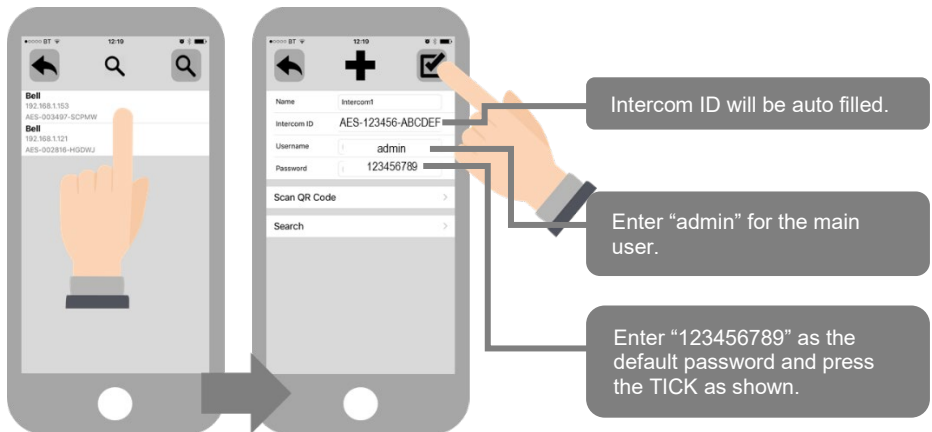 BT 12:19
Bell
192.168.1.153
AES-003497-SCPMW
Bell
192.168.1.121
AES-002816-HGDWJ
BT 12:19
Name Intercom1
Intercom ID AES-123456-ABCDEF
Username admin
Password 123456789
Scan QR Code
Search
Intercom ID will be auto filled.
Enter “admin” for the main
user.
Enter “123456789” as the
default password and press
the TICK as shown.